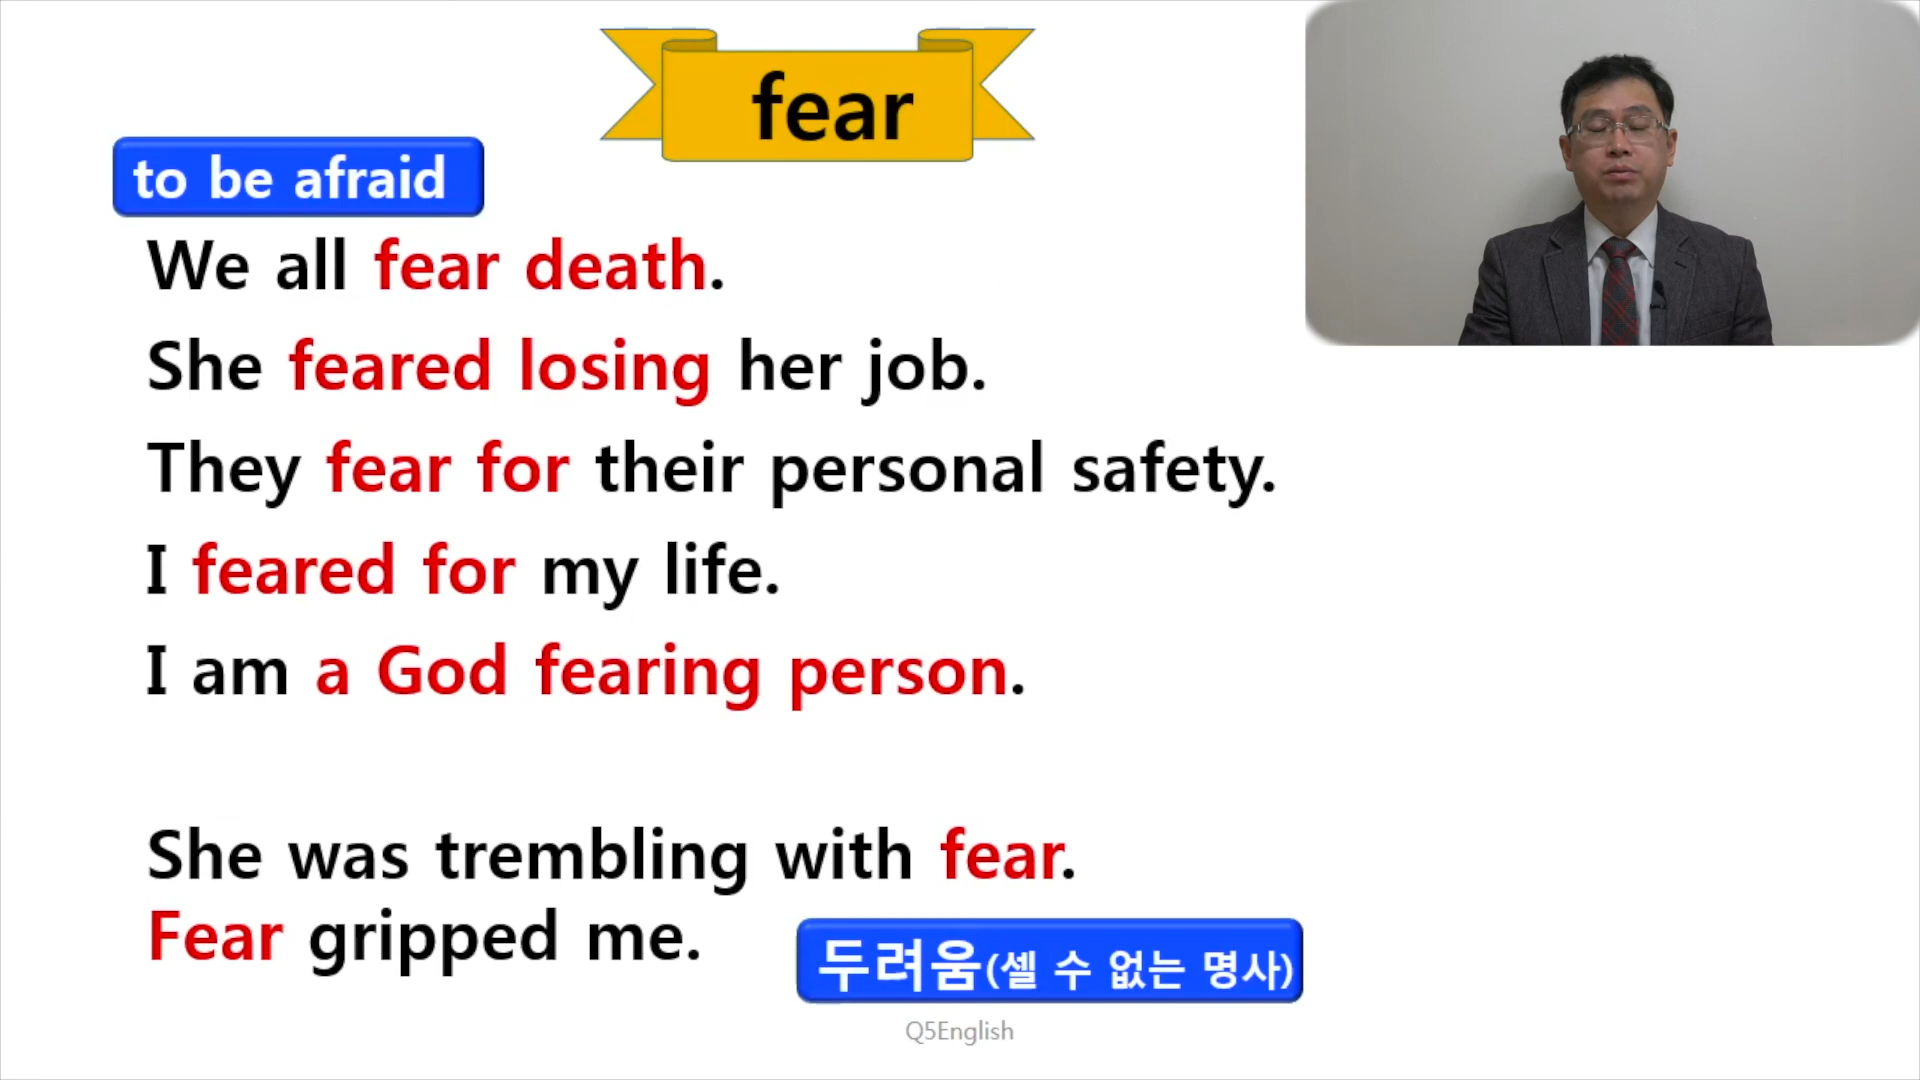 fear
to be afraid
We all fear death.
She feared losing her job.
They fear for their personal safety.
I feared for my life.
I am a God fearing person.
She was trembling with fear.
Fear gripped me.
두려움(셀 수 없는 명사)
Q5English